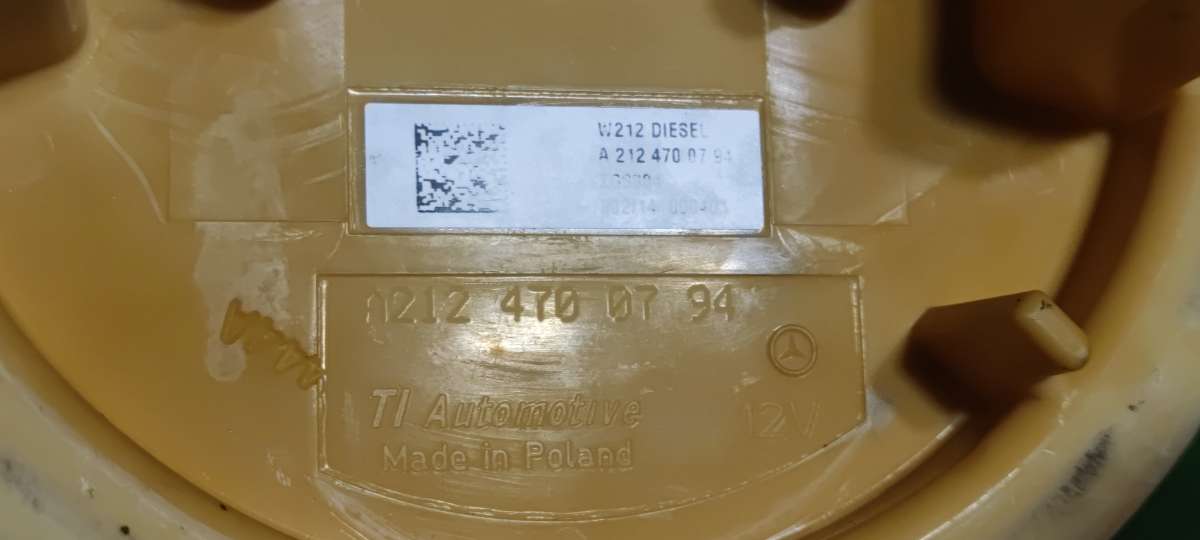 W212 DIESEL
A 212 470 07 94
A212 470 07 94
TI Automotive
12V
Made in Poland